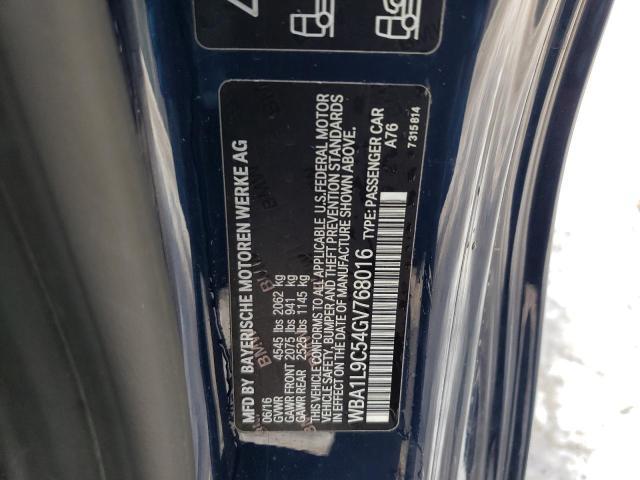 MFD BY BAYERISCHE MOTOREN WERKE AG
06/16
GVWR 4545 lbs 2062 kg
GAWR FRONT 2075 lbs 941 kg
GAWR REAR 2525 lbs 1145 kg
THIS VEHICLE CONFORMS TO ALL APPLICABLE U.S.FEDERAL MOTOR
VEHICLE SAFETY, BUMPER AND THEFT PREVENTION STANDARDS
IN EFFECT ON THE DATE OF MANUFACTURE SHOWN ABOVE.
WBA1L9C54GV768016 TYPE: PASSENGER CAR
A76
7315814